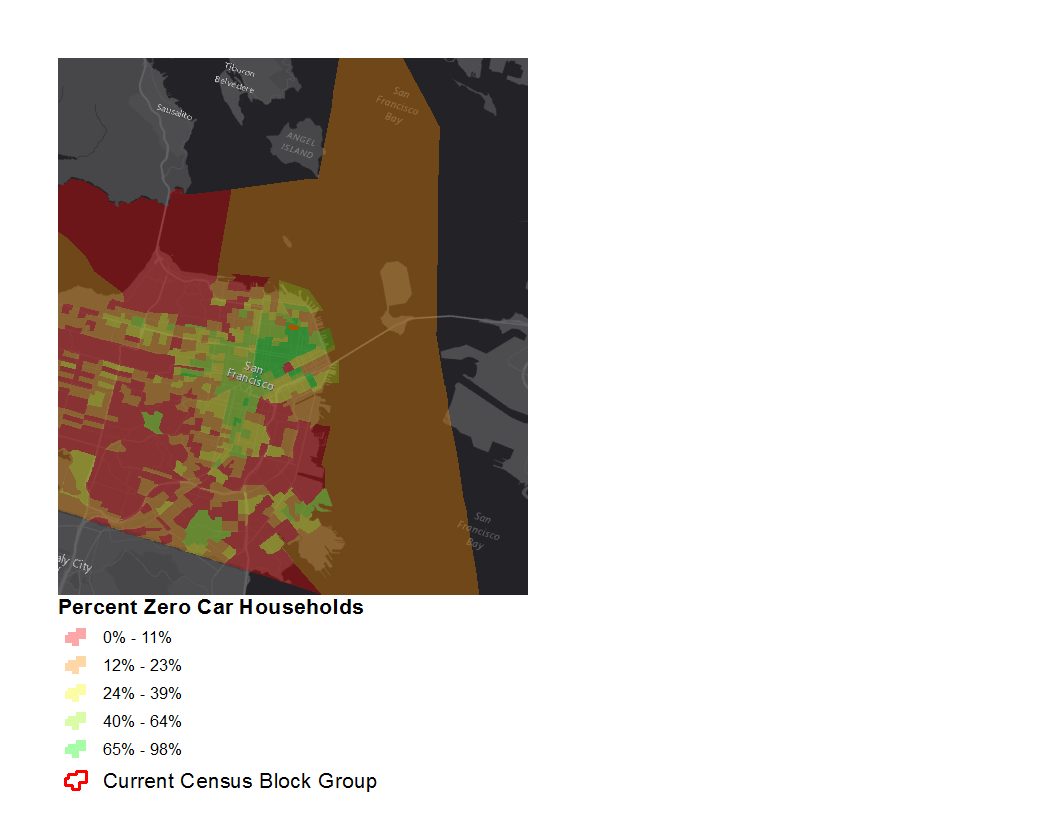 Tiburon
Belvedere
Sausalito
San
Francisco
Bay
ANGEL
ISLAND
San
Francisco
San
Francisco
Bay
aly City
Percent Zero Car Households
0% - 11%
12% - 23%
24% - 39%
40% - 64%
65% - 98%
Current Census Block Group